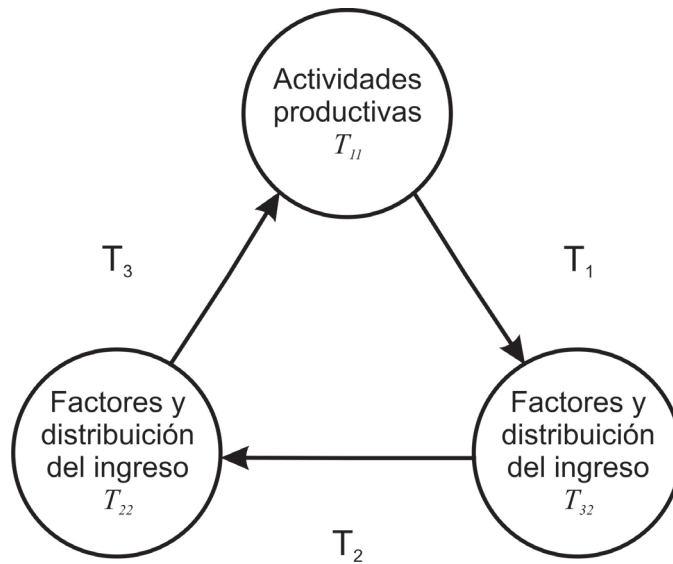 Actividades
productivas
T11
T3
T1
Factores y
distribuición
del ingreso
T22
Factores y
distribuición
del ingreso
T32
T2